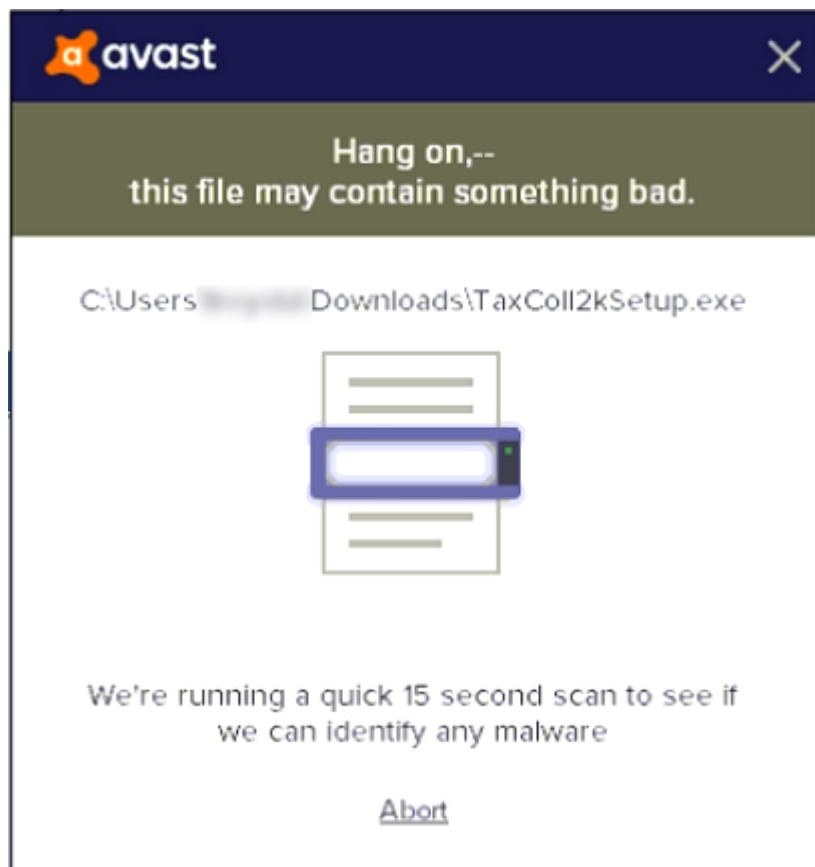 a avast
Hang on,--
this file may contain something bad.
C:\Users Downloads\TaxColl2kSetup.exe
We're running a quick 15 second scan to see if
we can identify any malware
Abort